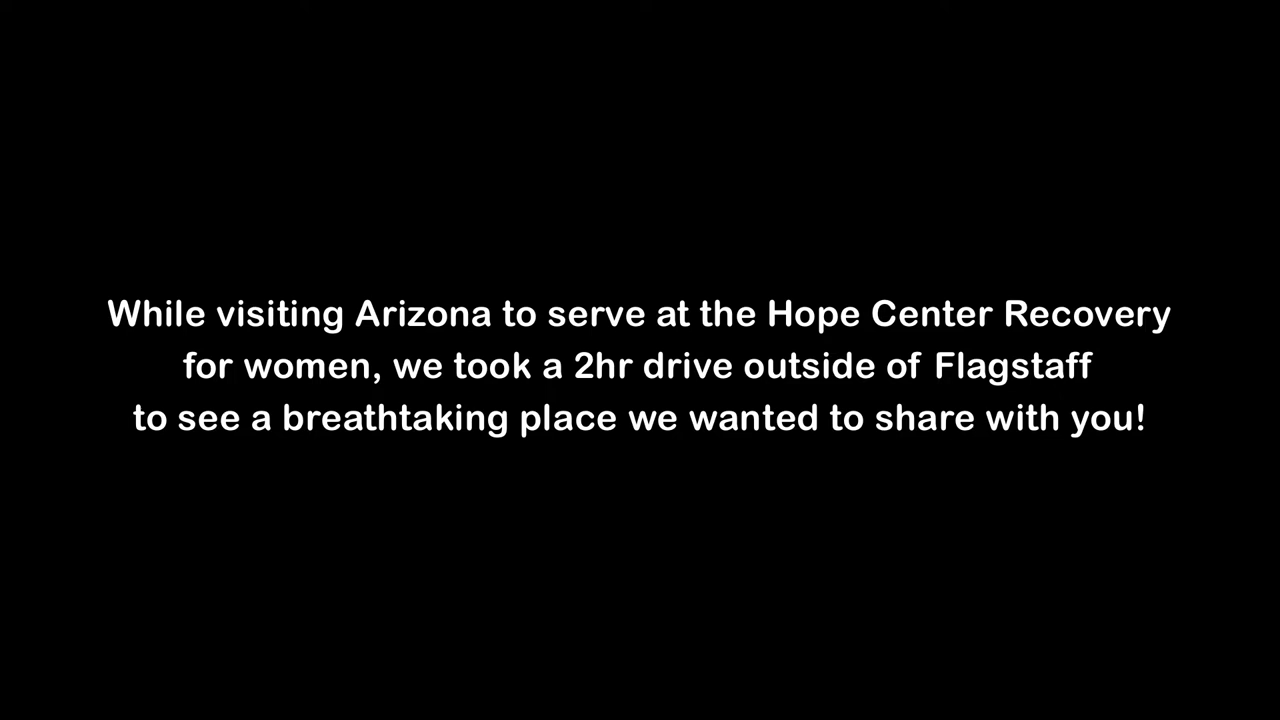 While visiting Arizona to serve at the Hope Center Recovery
for women, we took a 2hr drive outside of Flagstaff
to see a breathtaking place we wanted to share with you!